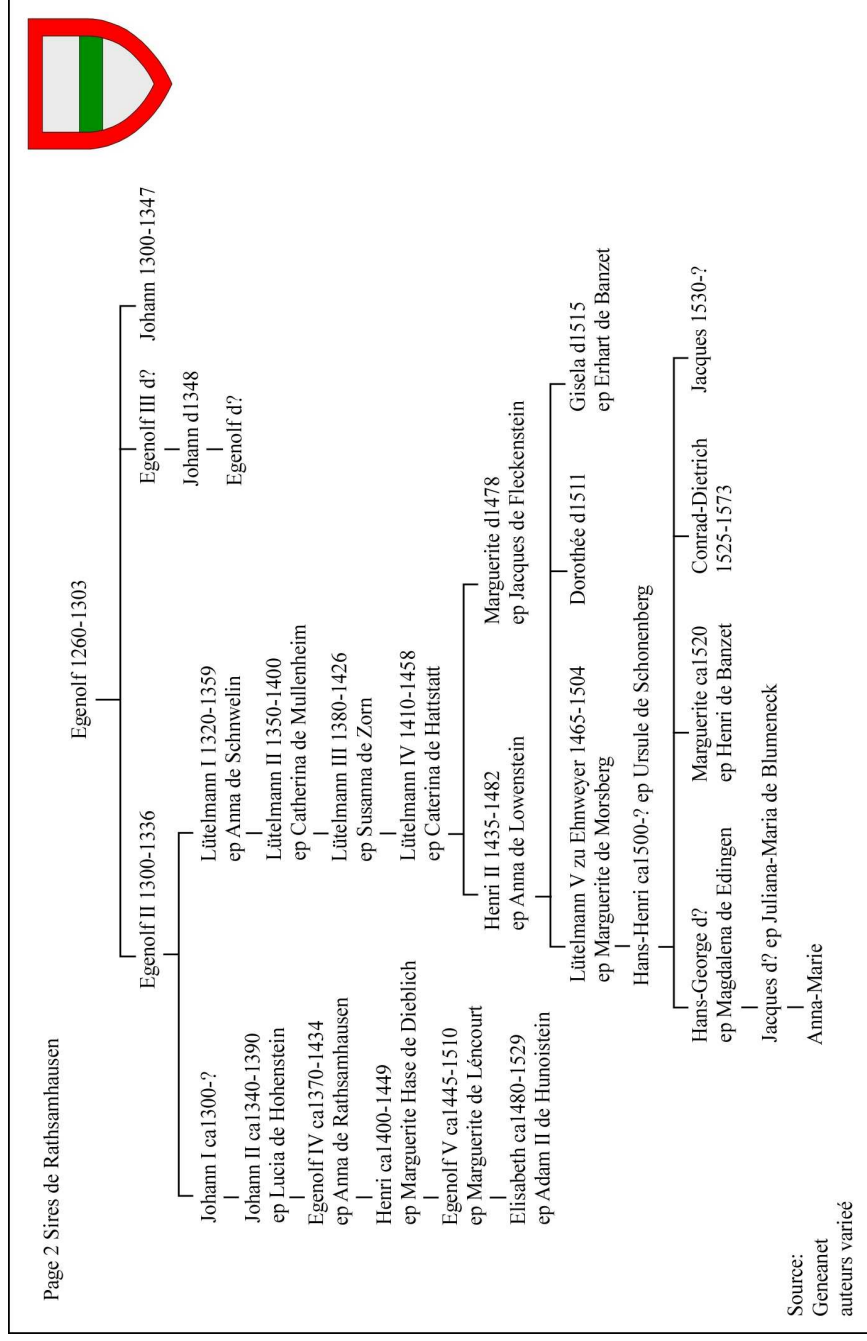 Page 2 Sires de Rathsamhausen
Egenolf 1260-1303
Egenolf II 1300-1336
Egenolf III d?
Johann 1300-1347
Johann d1348
Egenolf d?
Johann I ca1300-?
Johann II ca1340-1390
ep Lucia de Hohenstein
Egenolf IV ca1370-1434
ep Anna de Rathsamhausen
Henri ca1400-1449
ep Marguerite Hase de Dieblich
Egenolf V ca1445-1510
ep Marguerite de Léncourt
Elisabeth ca1480-1529
ep Adam II de Hunoistein
Lütelmann I 1320-1359
ep Anna de Schnwelin
Lütelmann II 1350-1400
ep Catherina de Mullenheim
Lütelmann III 1380-1426
ep Susanna de Zorn
Lütelmann IV 1410-1458
ep Caterina de Hattstatt
Henri II 1435-1482
ep Anna de Lowenstein
Marguerite d1478
ep Jacques de Fleckenstein
Lütelmann V zu Ehnweyer 1465-1504
ep Marguerite de Morsberg
Dorothée d1511
Gisela d1515
ep Erhart de Banzet
Hans-Henri ca1500-? ep Ursule de Schonenberg
Hans-George d?
ep Magdalena de Edingen
Marguerite ca1520
ep Henri de Banzet
Conrad-Dietrich
1525-1573
Jacques 1530-?
Jacques d? ep Juliana-Maria de Blumeneck
Anna-Marie
Source:
Geneanet
auteurs varieé